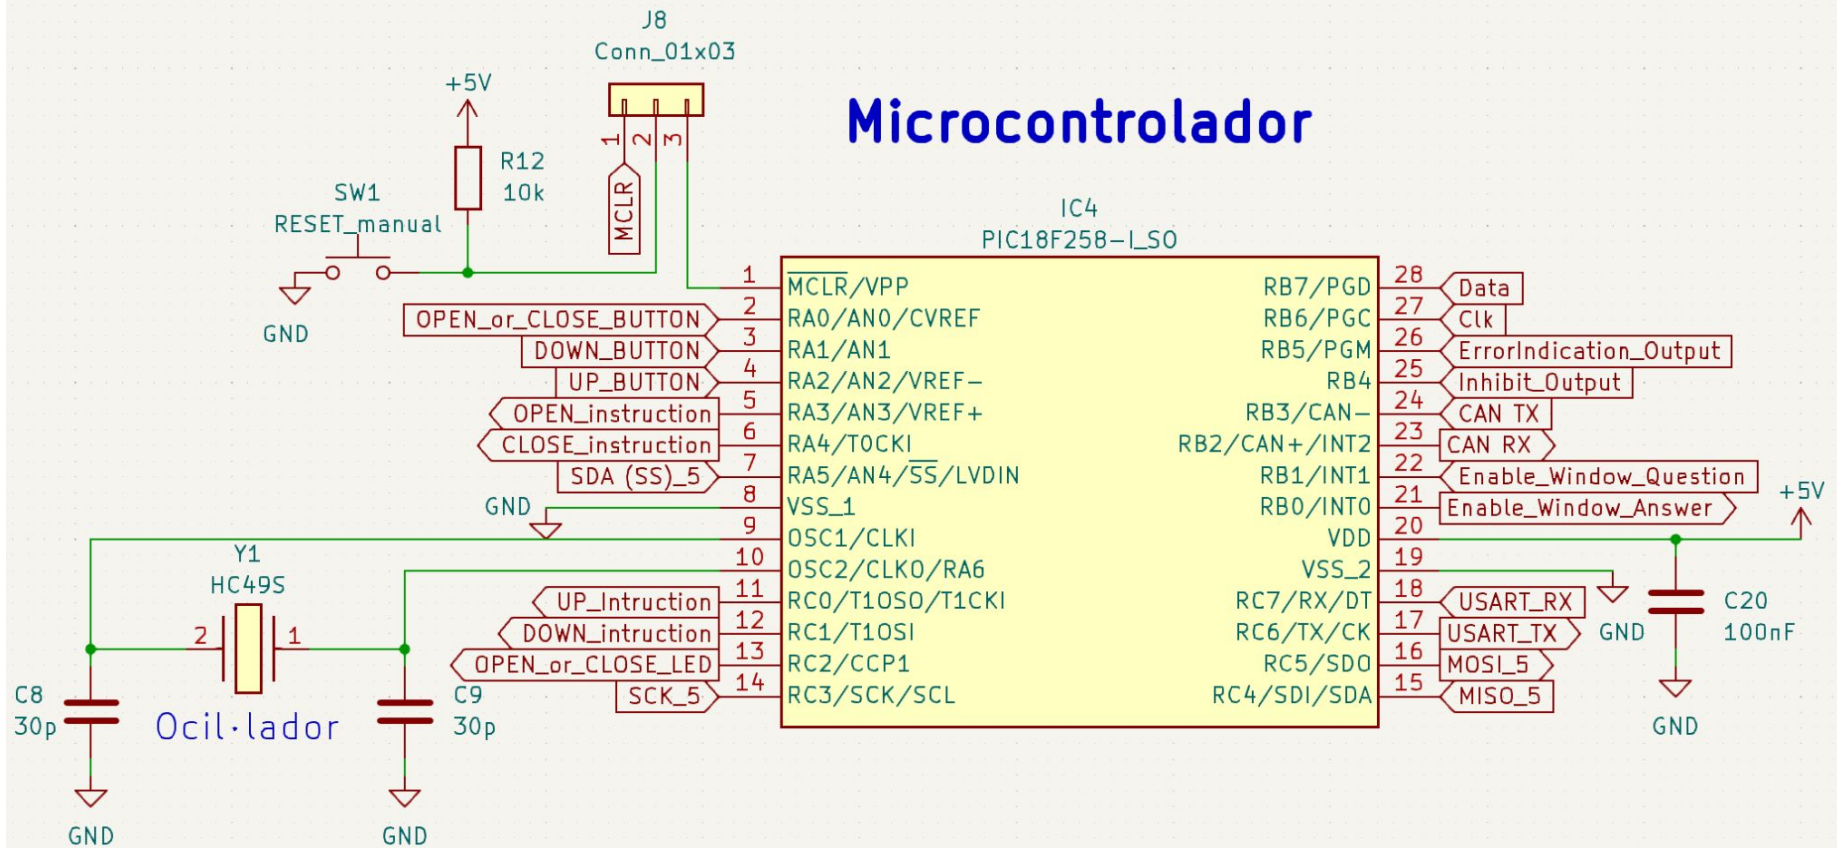 J8
Conn_01x03
+5V
R12
10k
1
2
3
MCLR
SW1
RESET_manual
GND
Microcontrolador
IC4
PIC18F258-I_SO
OPEN_or_CLOSE_BUTTON
DOWN_BUTTON
UP_BUTTON
OPEN_instruction
CLOSE_instruction
SDA (SS)_5
GND
UP_Intruction
DOWN_intruction
OPEN_or_CLOSE_LED
SCK_5
1 MCLR/VPP
2 RA0/AN0/CVREF
3 RA1/AN1
4 RA2/AN2/VREF-
5 RA3/AN3/VREF+
6 RA4/T0CKI
7 RA5/AN4/SS/LVDIN
8 VSS_1
9 OSC1/CLKI
10 OSC2/CLKO/RA6
11 RC0/T1OSO/T1CKI
12 RC1/T1OSI
13 RC2/CCP1
14 RC3/SCK/SCL
RB7/PGD 28 Data
RB6/PGC 27 Clk
RB5/PGM 26 ErrorIndication_Output
RB4 25 Inhibit_Output
RB3/CAN- 24 CAN TX
RB2/CAN+/INT2 23 CAN RX
RB1/INT1 22 Enable_Window_Question
RB0/INT0 21 Enable_Window_Answer
VDD 20
VSS_2 19
RC7/RX/DT 18 USART_RX
RC6/TX/CK 17 USART_TX
RC5/SDO 16 MOSI_5
RC4/SDI/SDA 15 MISO_5
+5V
GND
C20
100nF
GND
Y1
HC49S
2
1
C8
30p
Ocil·lador
C9
30p
GND
GND